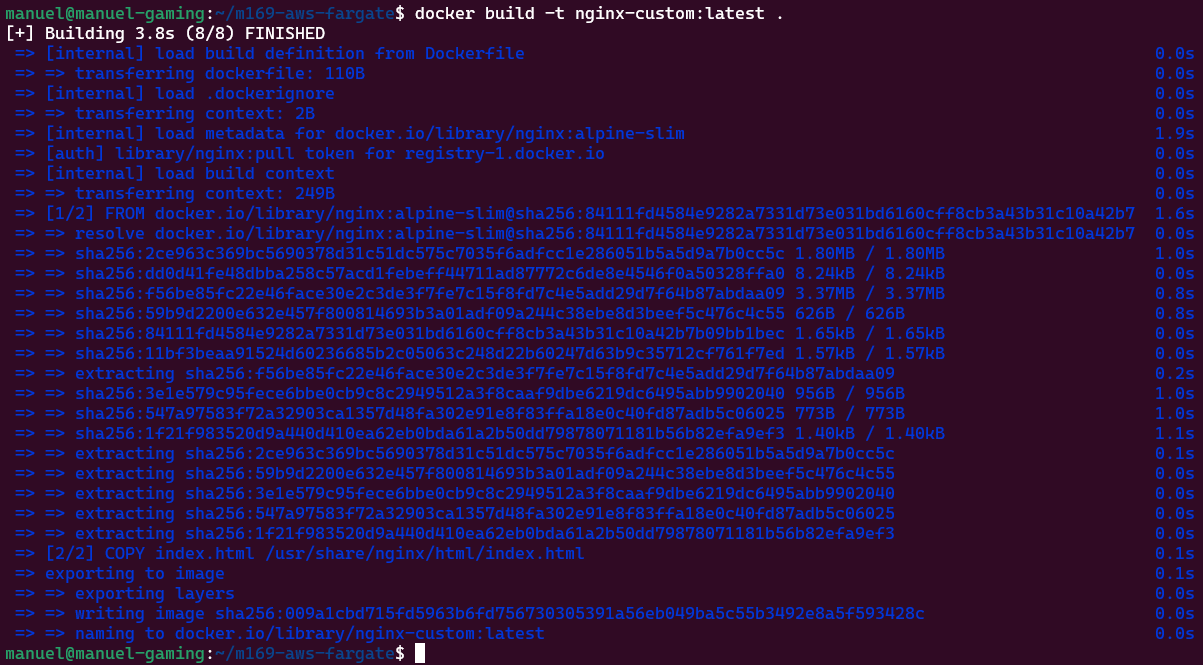 manuel@manuel-gaming:~/m169-aws-fargate$ docker build -t nginx-custom:latest .
[+] Building 3.8s (8/8) FINISHED
=> [internal] load build definition from Dockerfile 0.0s
=> => transferring dockerfile: 110B 0.0s
=> [internal] load .dockerignore 0.0s
=> => transferring context: 2B 0.0s
=> [internal] load metadata for docker.io/library/nginx:alpine-slim 1.9s
=> [auth] library/nginx:pull token for registry-1.docker.io 0.0s
=> [internal] load build context 0.0s
=> => transferring context: 249B 0.0s
=> [1/2] FROM docker.io/library/nginx:alpine-slim@sha256:84111fd4584e9282a7331d73e031bd6160cff8cb3a43b31c10a42b7 1.6s
=> => resolve docker.io/library/nginx:alpine-slim@sha256:84111fd4584e9282a7331d73e031bd6160cff8cb3a43b31c10a42b7 0.0s
=> => sha256:2ce963c369bc5690378d31c51dc575c7035f6adfcc1e286051b5a5d9a7b0cc5c 1.80MB / 1.80MB 1.0s
=> => sha256:dd0d41fe48dbba258c57acd1febeff44711ad87772c6de8e4546f0a50328ffa0 8.24kB / 8.24kB 0.0s
=> => sha256:f56be85fc22e46face30e2c3de3f7fe7c15f8fd7c4e5add29d7f64b87abdaa09 3.37MB / 3.37MB 0.8s
=> => sha256:59b9d2200e632e457f800814693b3a01adf09a244c38ebe8d3beef5c476c4c55 626B / 626B 0.8s
=> => sha256:84111fd4584e9282a7331d73e031bd6160cff8cb3a43b31c10a42b7b09bb1bec 1.65kB / 1.65kB 0.0s
=> => sha256:11bf3beaa91524d60236685b2c05063c248d22b60247d63b9c35712cf761f7ed 1.57kB / 1.57kB 0.0s
=> => extracting sha256:f56be85fc22e46face30e2c3de3f7fe7c15f8fd7c4e5add29d7f64b87abdaa09 0.2s
=> => sha256:3e1e579c95fece6bbe0cb9c8c2949512a3f8caaf9dbe6219dc6495abb9902040 956B / 956B 1.0s
=> => sha256:547a97583f72a32903ca1357d48fa302e91e8f83ffa18e0c40fd87adb5c06025 773B / 773B 1.0s
=> => sha256:1f21f983520d9a440d410ea62eb0bda61a2b50dd79878071181b56b82efa9ef3 1.40kB / 1.40kB 1.1s
=> => extracting sha256:2ce963c369bc5690378d31c51dc575c7035f6adfcc1e286051b5a5d9a7b0cc5c 0.1s
=> => extracting sha256:59b9d2200e632e457f800814693b3a01adf09a244c38ebe8d3beef5c476c4c55 0.0s
=> => extracting sha256:3e1e579c95fece6bbe0cb9c8c2949512a3f8caaf9dbe6219dc6495abb9902040 0.0s
=> => extracting sha256:547a97583f72a32903ca1357d48fa302e91e8f83ffa18e0c40fd87adb5c06025 0.0s
=> => extracting sha256:1f21f983520d9a440d410ea62eb0bda61a2b50dd79878071181b56b82efa9ef3 0.0s
=> [2/2] COPY index.html /usr/share/nginx/html/index.html 0.1s
=> exporting to image 0.1s
=> => exporting layers 0.0s
=> => writing image sha256:009a1cbd715fd5963b6fd756730305391a56eb049ba5c55b3492e8a5f593428c 0.0s
=> => naming to docker.io/library/nginx-custom:latest 0.0s
manuel@manuel-gaming:~/m169-aws-fargate$